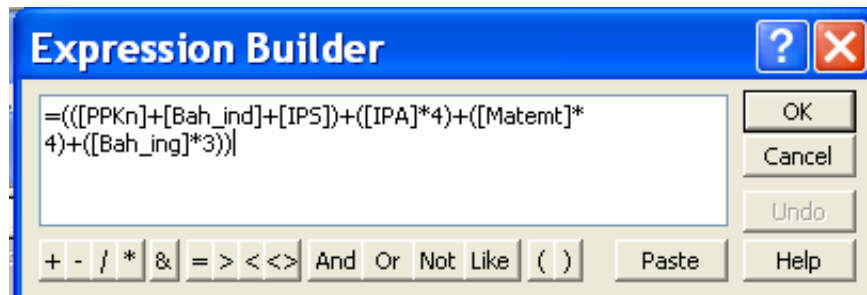 Expression Builder
?
=(([PPKn]+[Bah_ind]+[IPS])+([IPA]*4)+([Matemt]*
4)+([Bah_ing]*3))
OK
Cancel
Undo
+ - / * & = > < <> And Or Not Like ( ) Paste Help